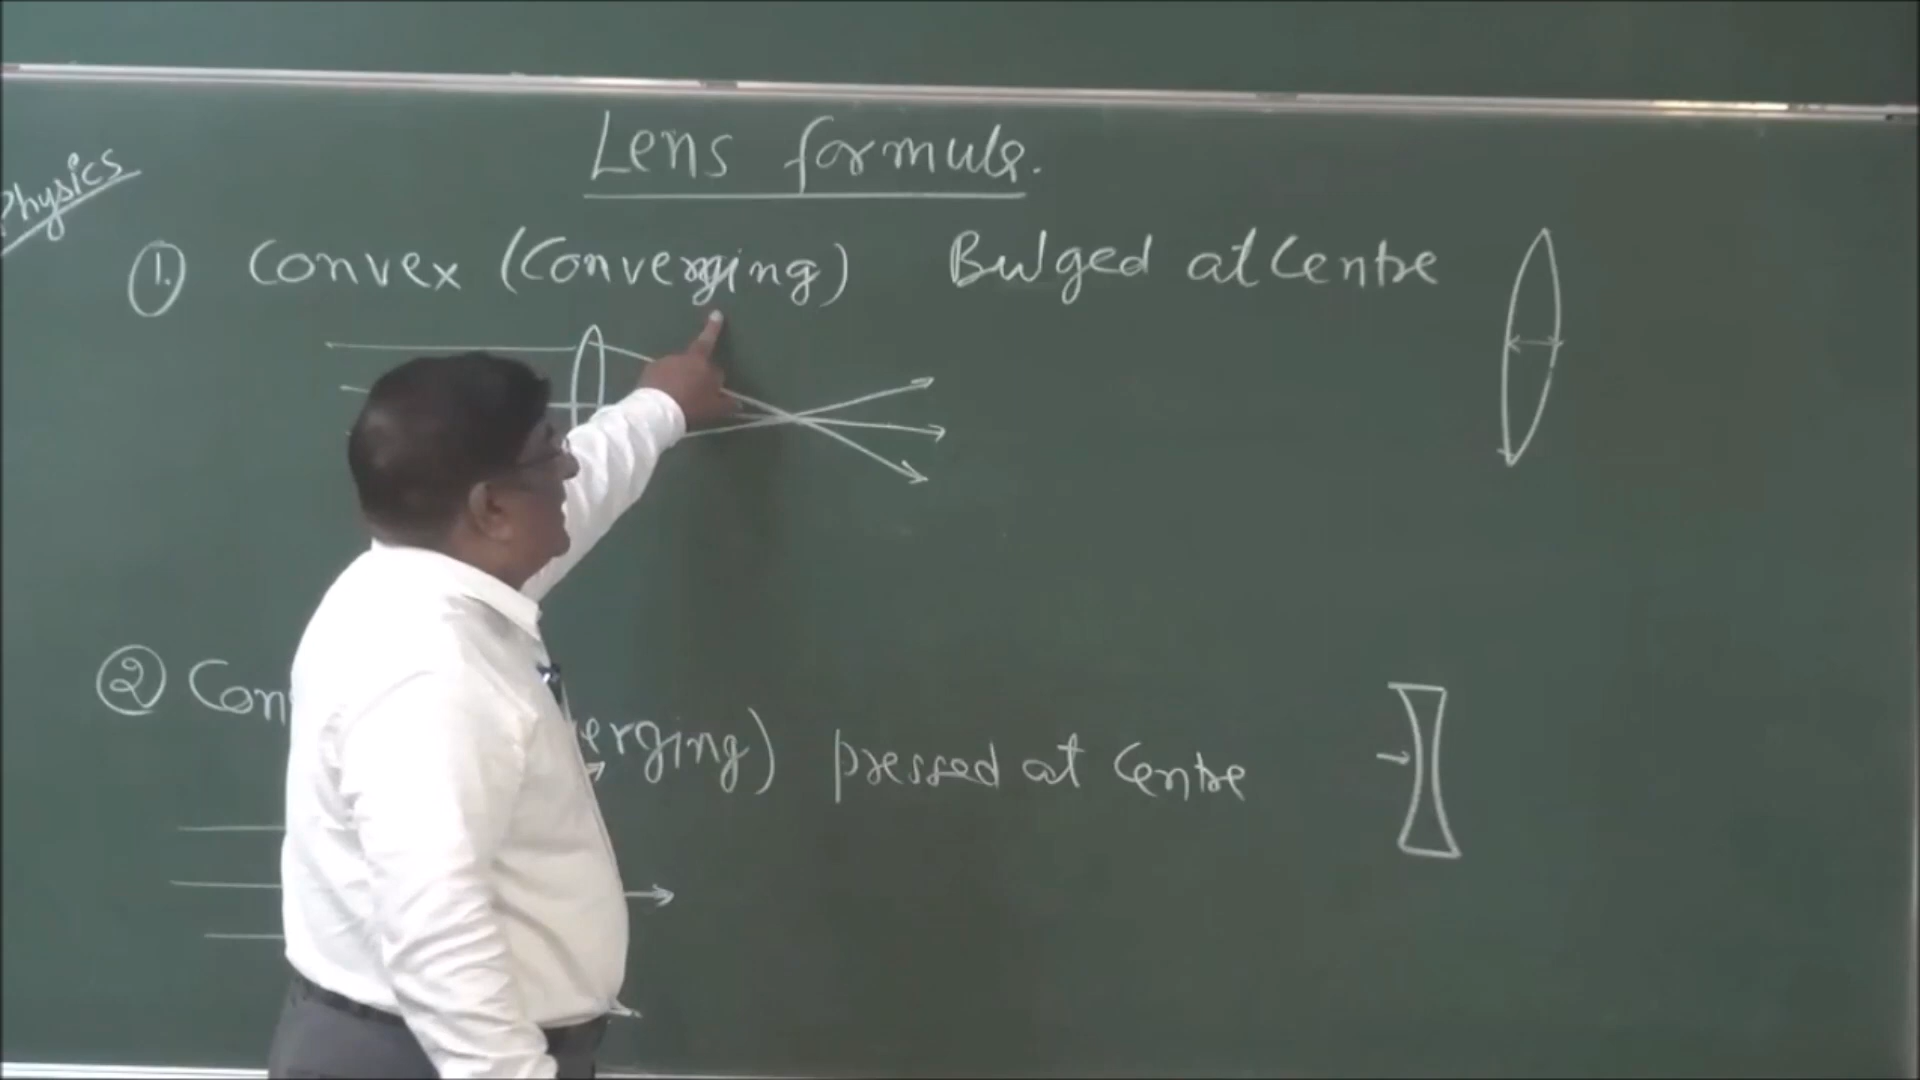 Lens formula.
Physics
1. Convex (Converging) Bulged at Centre
2 Con erging) pressed at Centre